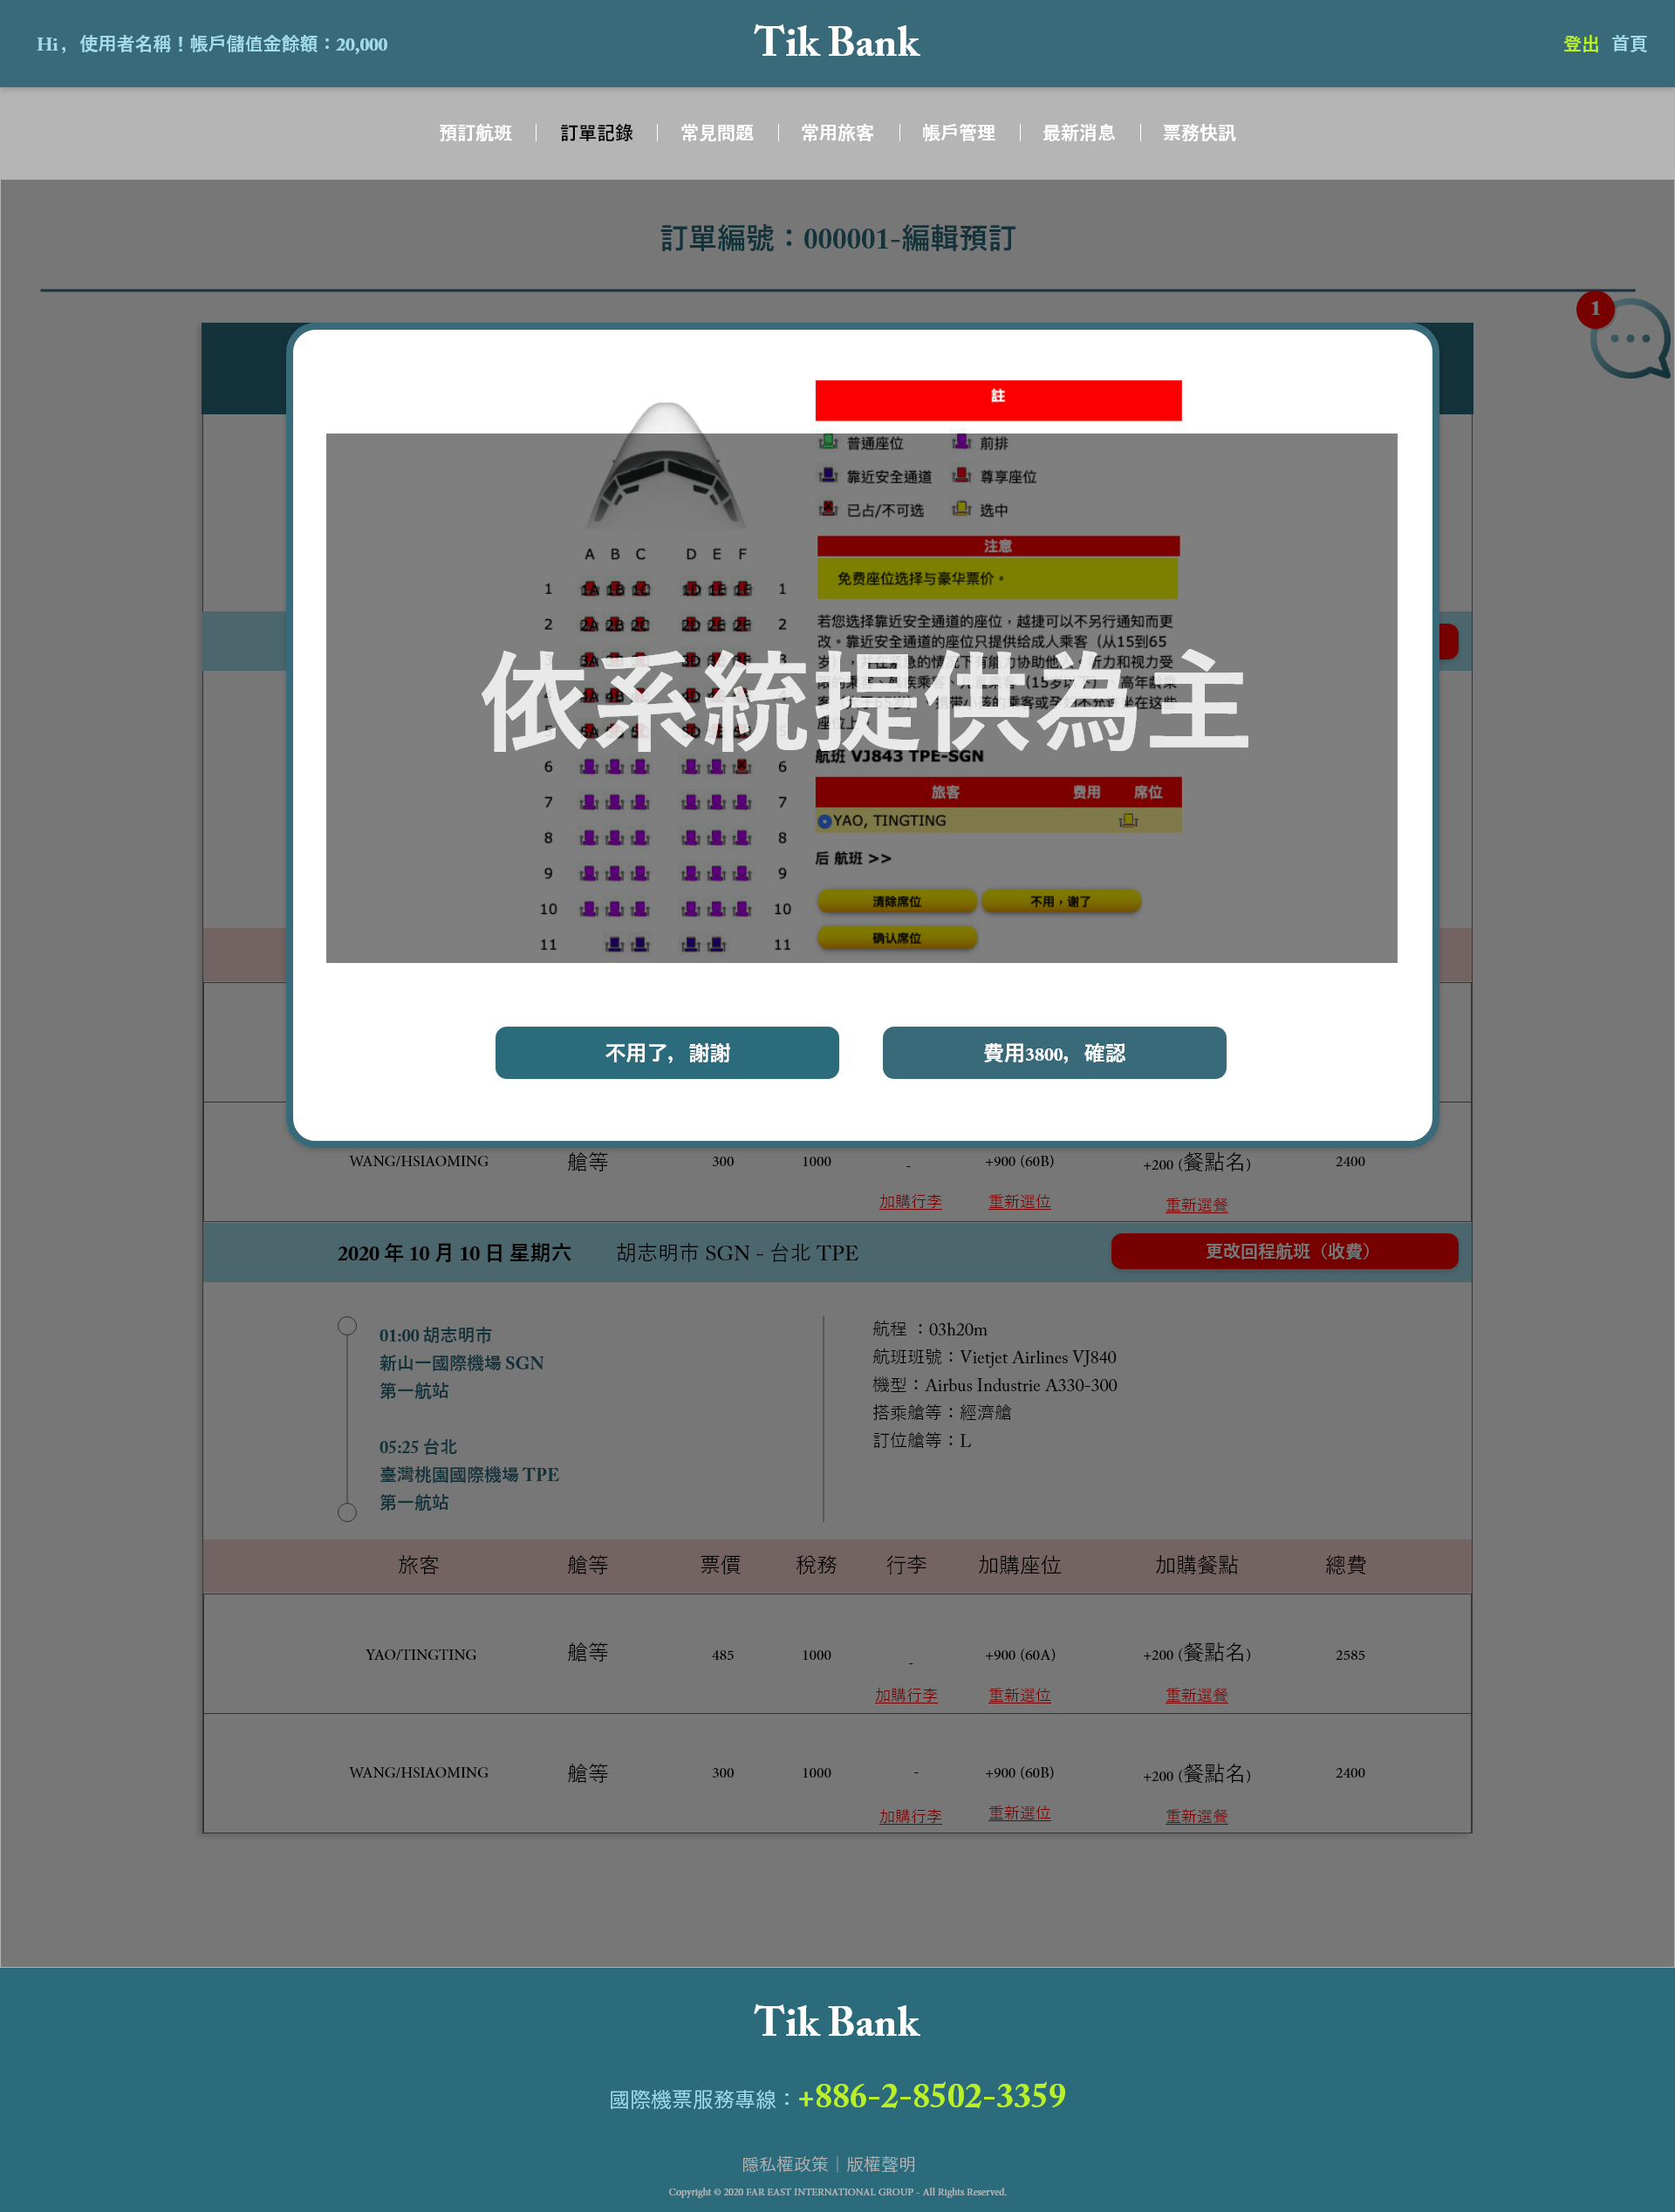 Hi，使用者名稱！帳戶儲值金餘額：20,000
Tik Bank
登出 首頁
預訂航班｜訂單記錄｜常見問題｜常用旅客｜帳戶管理｜最新消息｜票務快訊
訂單編號：000001-編輯預訂
1
註
普通座位 前排
靠近安全通道 尊享座位
已占/不可选 选中
注意
免费座位选择与豪华票价。
若您选择靠近安全通道的座位，越捷可以不另行通知而更
改。靠近安全通道的座位只提供给成人乘客（从15到65
A B C D E F
1 1A 1B 1C 1D 1E 1F 1
2 2A 2B 2C 2D 2E 2F 2
依系統提供為主
航班 VJ843 TPE-SGN
6 6
7 7
8 8
9 9
10 10
11 11
旅客 费用 席位
YAO, TINGTING
后 航班 >>
清除席位 不用，谢了
确认席位
不用了，謝謝
費用3800，確認
WANG/HSIAOMING 艙等 300 1000 - +900 (60B) +200 (餐點名) 2400
加購行李 重新選位 重新選餐
2020 年 10 月 10 日 星期六 胡志明市 SGN - 台北 TPE 更改回程航班（收費）
01:00 胡志明市
新山一國際機場 SGN
第一航站
05:25 台北
臺灣桃園國際機場 TPE
第一航站
航程 ：03h20m
航班班號：Vietjet Airlines VJ840
機型：Airbus Industrie A330-300
搭乘艙等：經濟艙
訂位艙等：L
旅客 艙等 票價 稅務 行李 加購座位 加購餐點 總費
YAO/TINGTING 艙等 485 1000 - +900 (60A) +200 (餐點名) 2585
加購行李 重新選位 重新選餐
WANG/HSIAOMING 艙等 300 1000 - +900 (60B) +200 (餐點名) 2400
加購行李 重新選位 重新選餐
Tik Bank
國際機票服務專線：+886-2-8502-3359
隱私權政策｜版權聲明
Copyright © 2020 FAR EAST INTERNATIONAL GROUP - All Rights Reserved.